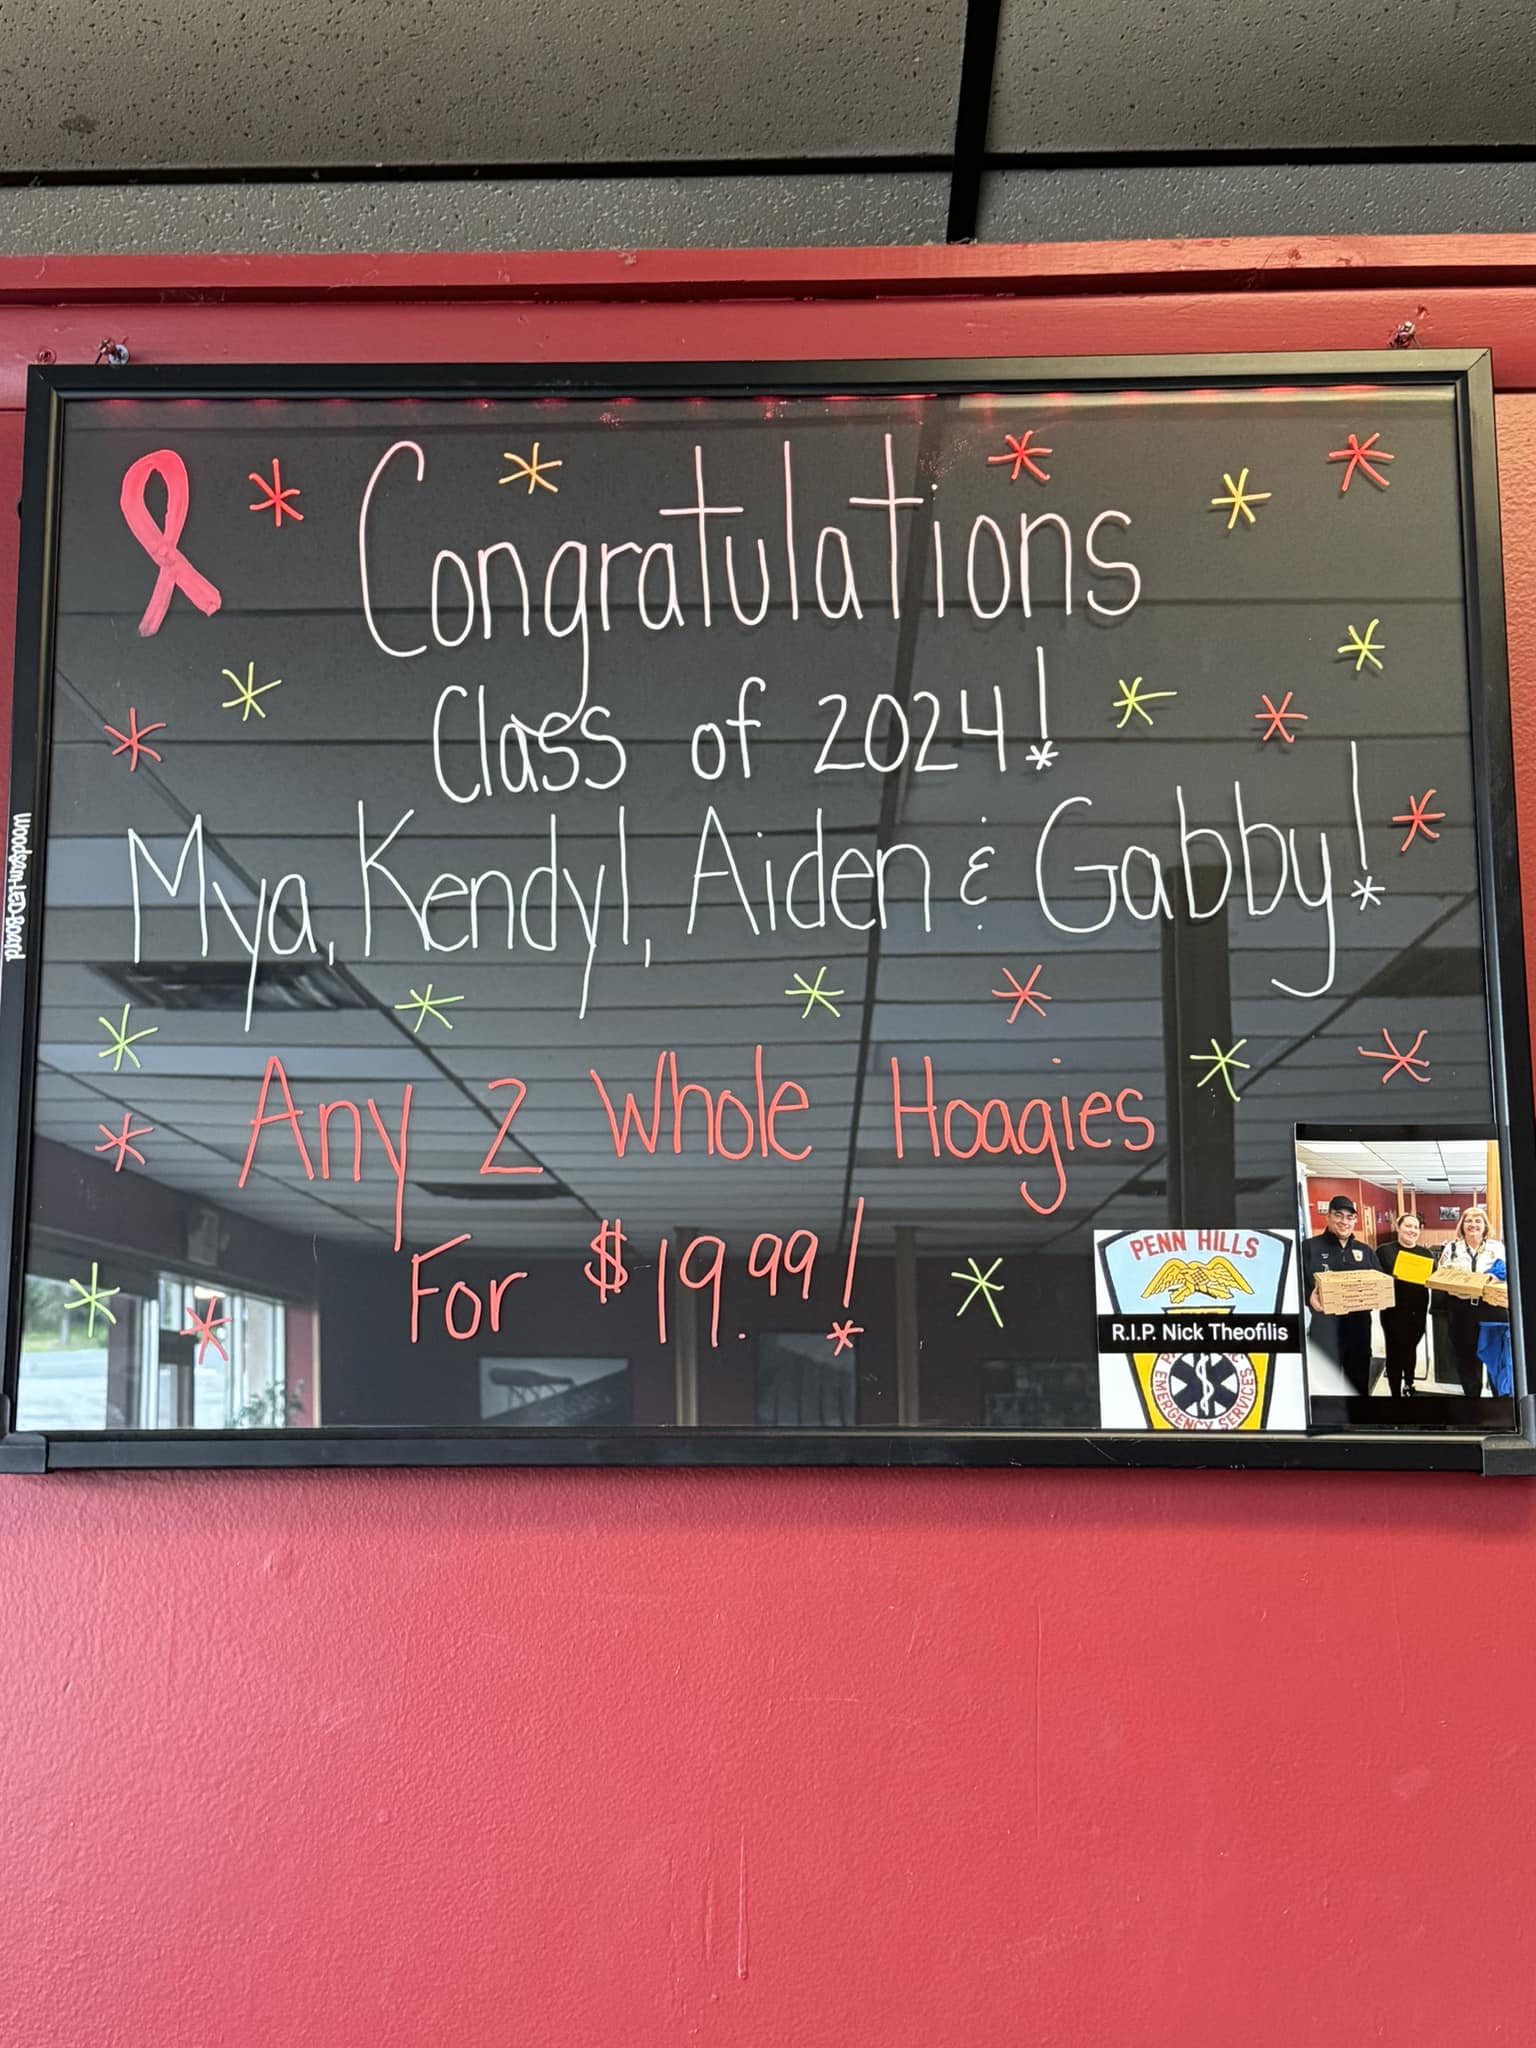 Congratulations
Class of 2024!
Mya, Kendyl, Aiden & Gabby!
Any 2 Whole Hoagies
For $19.99!
Woodsam LED Board
PENN HILLS
R.I.P. Nick Theofilis
EMERGENCY SERVICES